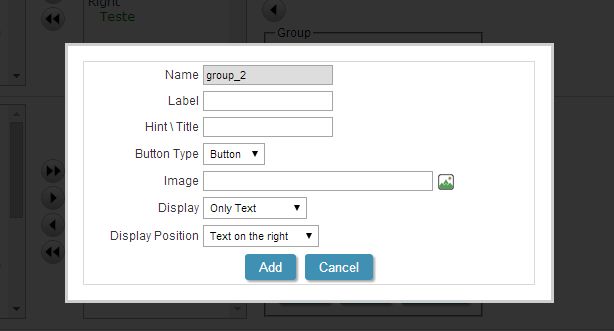 Right
Teste
Group
Name group_2
Label
Hint \ Title
Button Type Button
Image
Display Only Text
Display Position Text on the right
Add Cancel